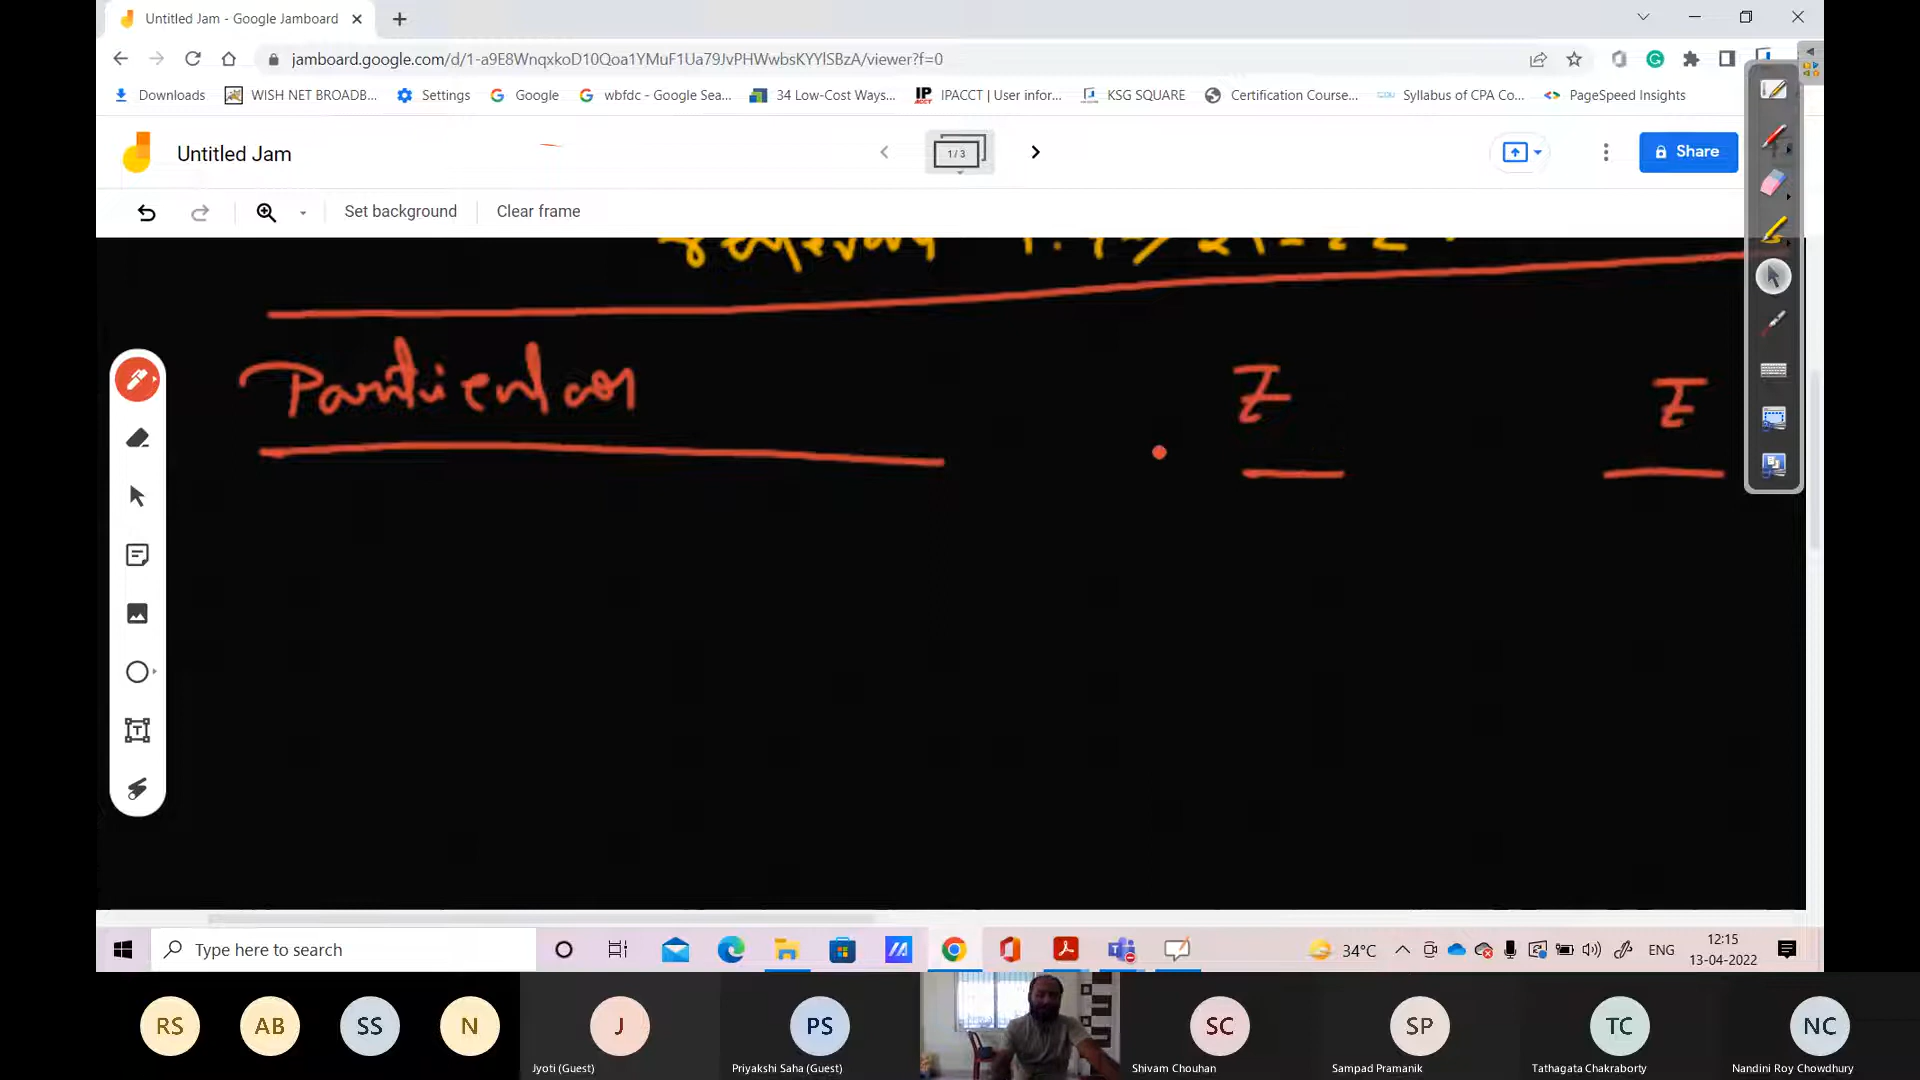 Untitled Jam - Google Jamboard
jamboard.google.com/d/1-a9E8WnqxkoD10Qoa1YMuF1Ua79JvPHWwbsKYYlSBzA/viewer?f=0
Downloads WISH NET BROADB... Settings Google wbfdc - Google Sea... 34 Low-Cost Ways... IPACCT | User infor... KSG SQUARE Certification Course... Syllabus of CPA Co... PageSpeed Insights
Untitled Jam 1 / 3 Share
Set background Clear frame
Particular
Type here to search 34°C ENG 12:15
13-04-2022
RS AB SS N J PS SC SP TC NC
Jyoti (Guest) Priyakshi Saha (Guest) Shivam Chouhan Sampad Pramanik Tathagata Chakraborty Nandini Roy Chowdhury